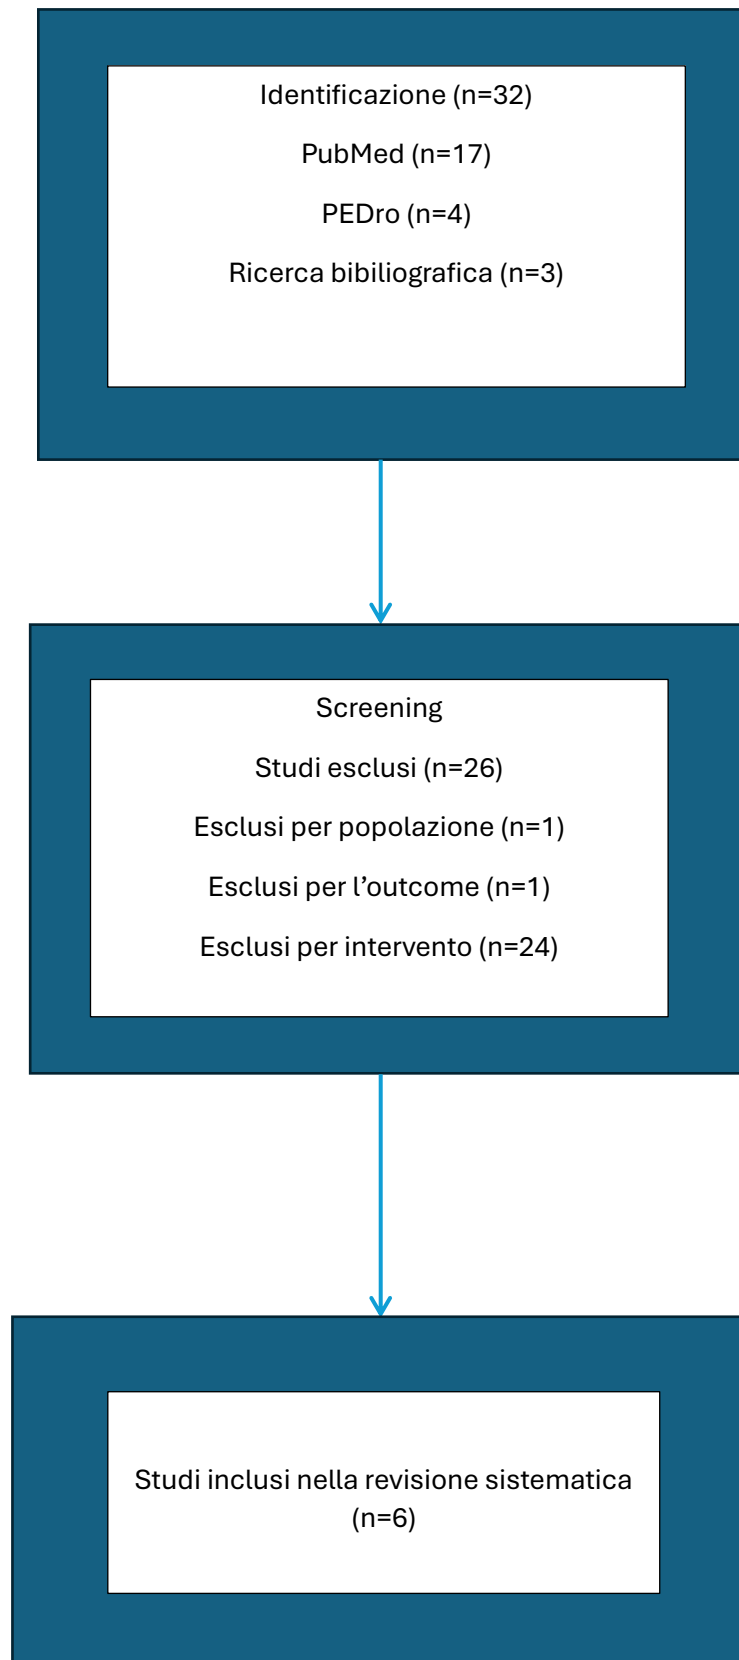 Identificazione (n=32)
PubMed (n=17)
PEDro (n=4)
Ricerca bibiliografica (n=3)
Screening
Studi esclusi (n=26)
Esclusi per popolazione (n=1)
Esclusi per l’outcome (n=1)
Esclusi per intervento (n=24)
Studi inclusi nella revisione sistematica
(n=6)